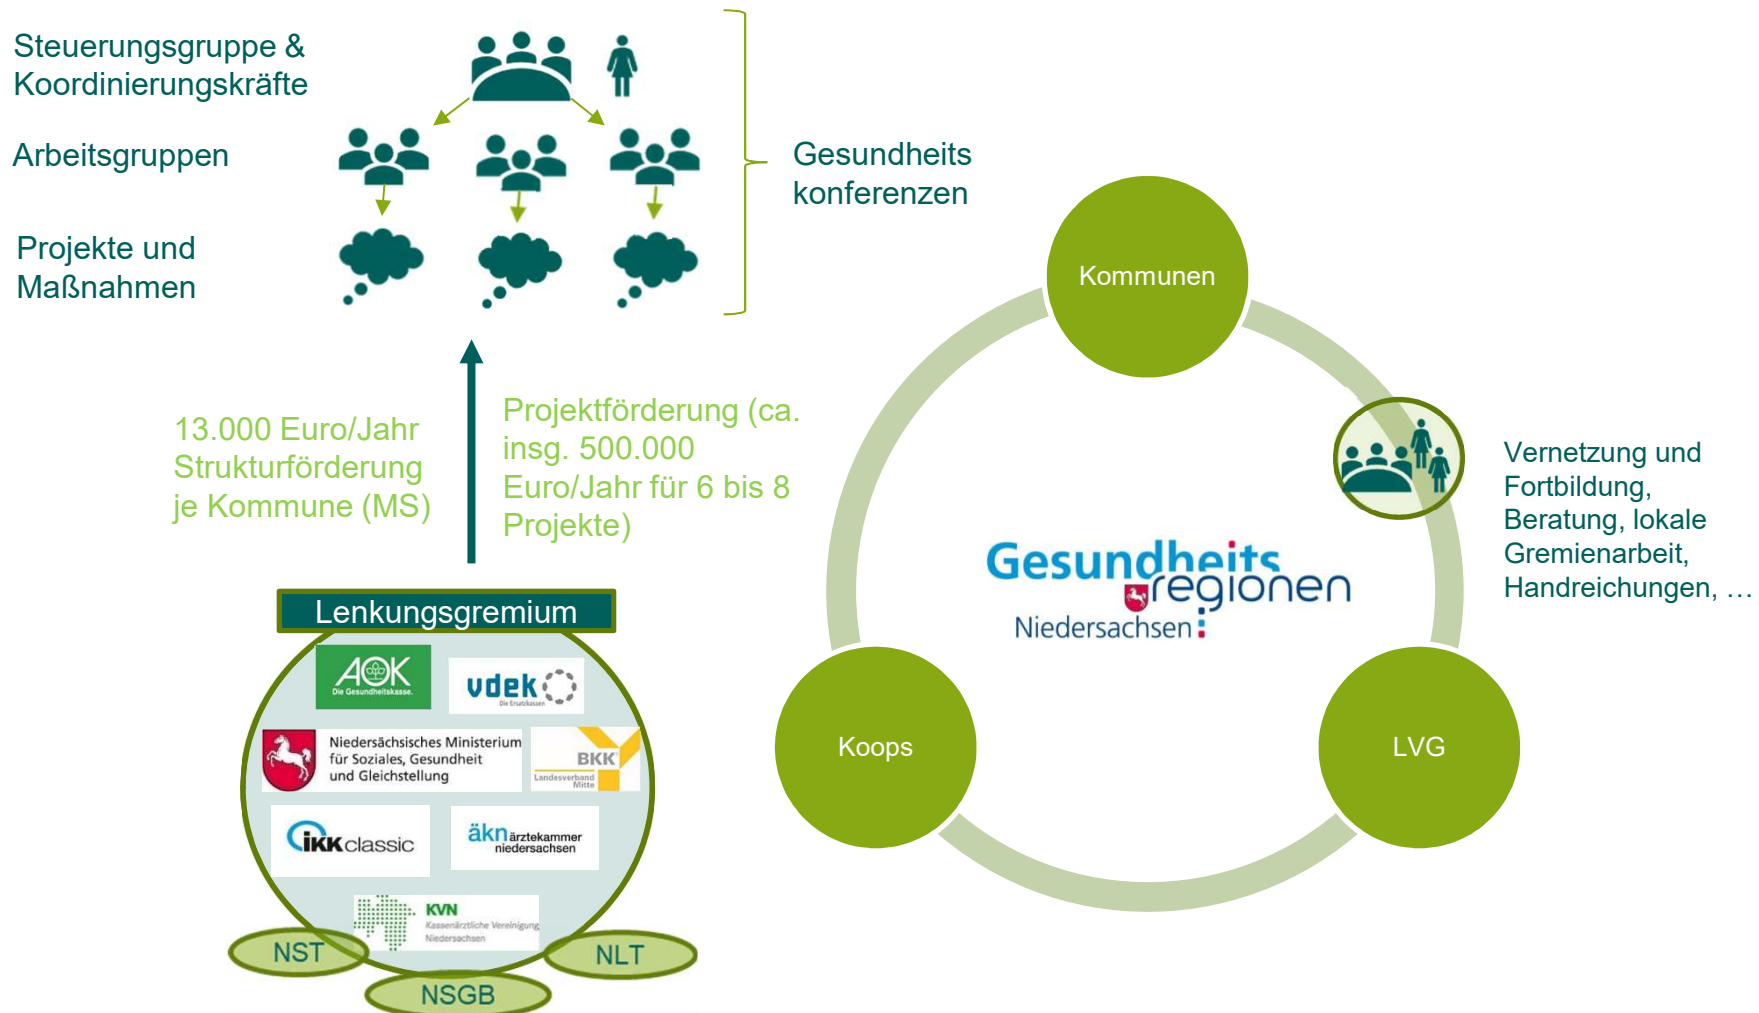 Steuerungsgruppe &
Koordinierungskräfte
Arbeitsgruppen
Projekte und
Maßnahmen
Gesundheits
konferenzen
13.000 Euro/Jahr
Strukturförderung
je Kommune (MS)
Projektförderung (ca.
insg. 500.000
Euro/Jahr für 6 bis 8
Projekte)
Lenkungsgremium
AOK
Die Gesundheitskasse.
vdek
Die Ersatzkassen
Niedersächsisches Ministerium
für Soziales, Gesundheit
und Gleichstellung
BKK
Landesverband
Mitte
IKK classic
äkn ärztekammer
niedersachsen
KVN
Kassenärztliche Vereinigung
Niedersachsen
NST
NLT
NSGB
Kommunen
Gesundheits
regionen
Niedersachsen
Koops
LVG
Vernetzung und
Fortbildung,
Beratung, lokale
Gremienarbeit,
Handreichungen, …